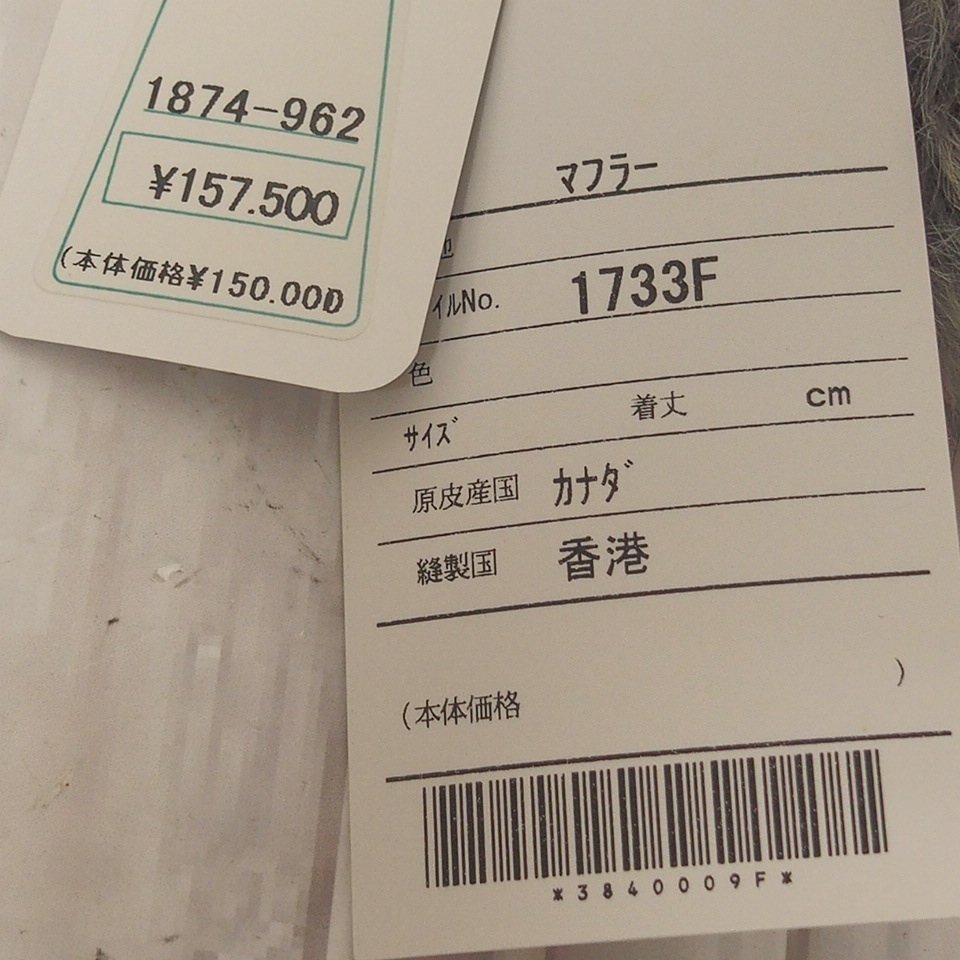 1874-962
¥157.500
(本体価格¥150.000
マフラー
地
イルNo. 1733F
色
サイズ 着丈 cm
原皮産国 カナダ
縫製国 香港
(本体価格 )
*3840009F*